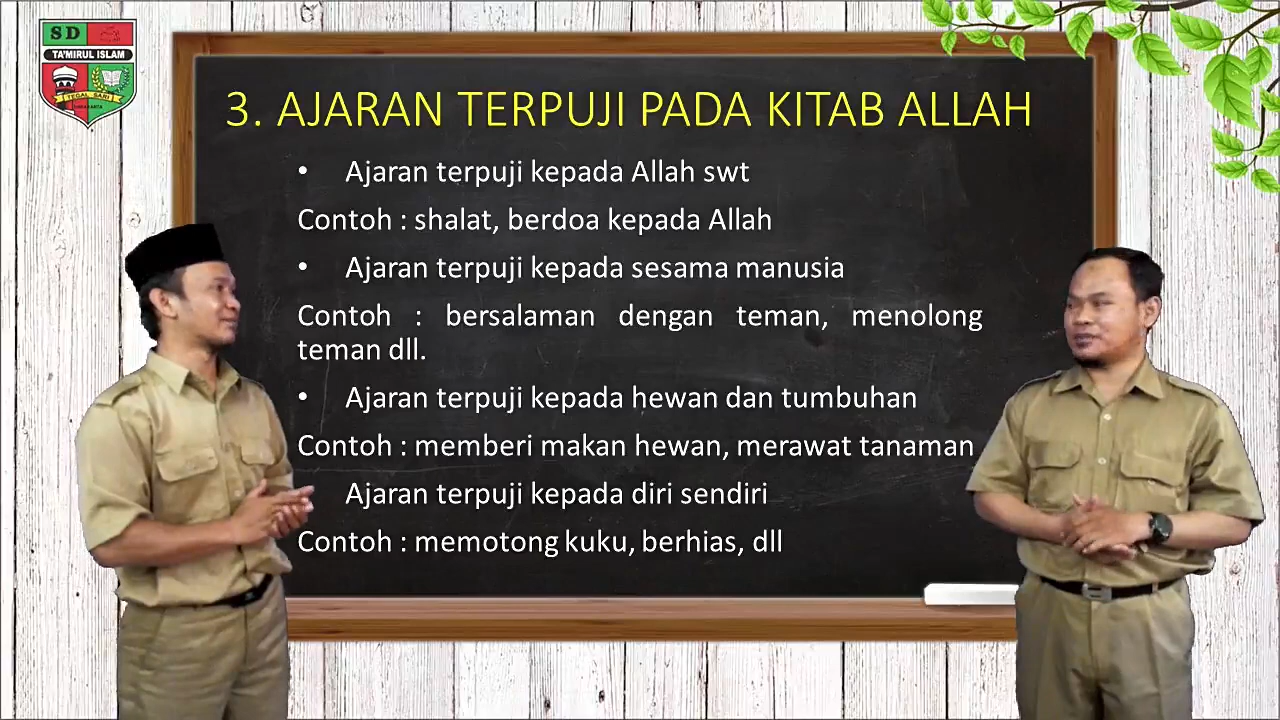 SD
TA'MIRUL ISLAM
TEGAL SARI
3. AJARAN TERPUJI PADA KITAB ALLAH
• Ajaran terpuji kepada Allah swt
Contoh : shalat, berdoa kepada Allah
• Ajaran terpuji kepada sesama manusia
Contoh : bersalaman dengan teman, menolong
teman dll.
• Ajaran terpuji kepada hewan dan tumbuhan
Contoh : memberi makan hewan, merawat tanaman
Ajaran terpuji kepada diri sendiri
Contoh : memotong kuku, berhias, dll